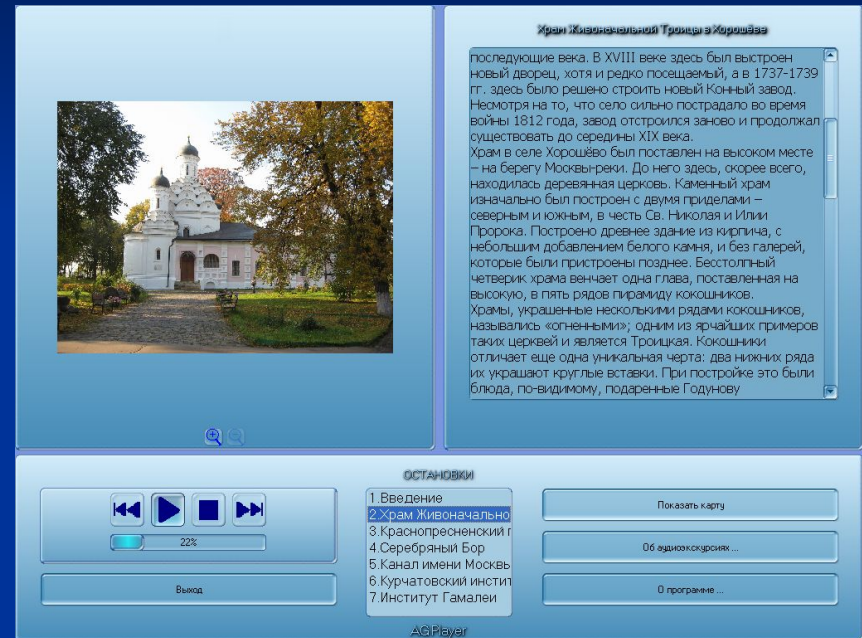 Храм Живоначальной Троицы в Хорошёве
последующие века. В XVIII веке здесь был выстроен
новый дворец, хотя и редко посещаемый, а в 1737-1739
гг. здесь было решено строить новый Конный завод.
Несмотря на то, что село сильно пострадало во время
войны 1812 года, завод отстроился заново и продолжал
существовать до середины XIX века.
Храм в селе Хорошёво был поставлен на высоком месте
– на берегу Москвы-реки. До него здесь, скорее всего,
находилась деревянная церковь. Каменный храм
изначально был построен с двумя приделами –
северным и южным, в честь Св. Николая и Илии
Пророка. Построено древнее здание из кирпича, с
небольшим добавлением белого камня, и без галерей,
которые были пристроены позднее. Бесстолпный
четверик храма венчает одна глава, поставленная на
высокую, в пять рядов пирамиду кокошников.
Храмы, украшенные несколькими рядами кокошников,
назывались «огненными»; одним из ярчайших примеров
таких церквей и является Троицкая. Кокошники
отличает еще одна уникальная черта: два нижних ряда
их украшают круглые вставки. При постройке это были
блюда, по-видимому, подаренные Годунову
ОСТАНОВКИ
22%
Выход
1.Введение
2.Храм Живоначально
3.Краснопресненский г
4.Серебряный Бор
5.Канал имени Москвы
6.Курчатовский инстит
7.Институт Гамалеи
Показать карту
Об аудиоэкскурсиях ...
О программе ...
AGPlayer